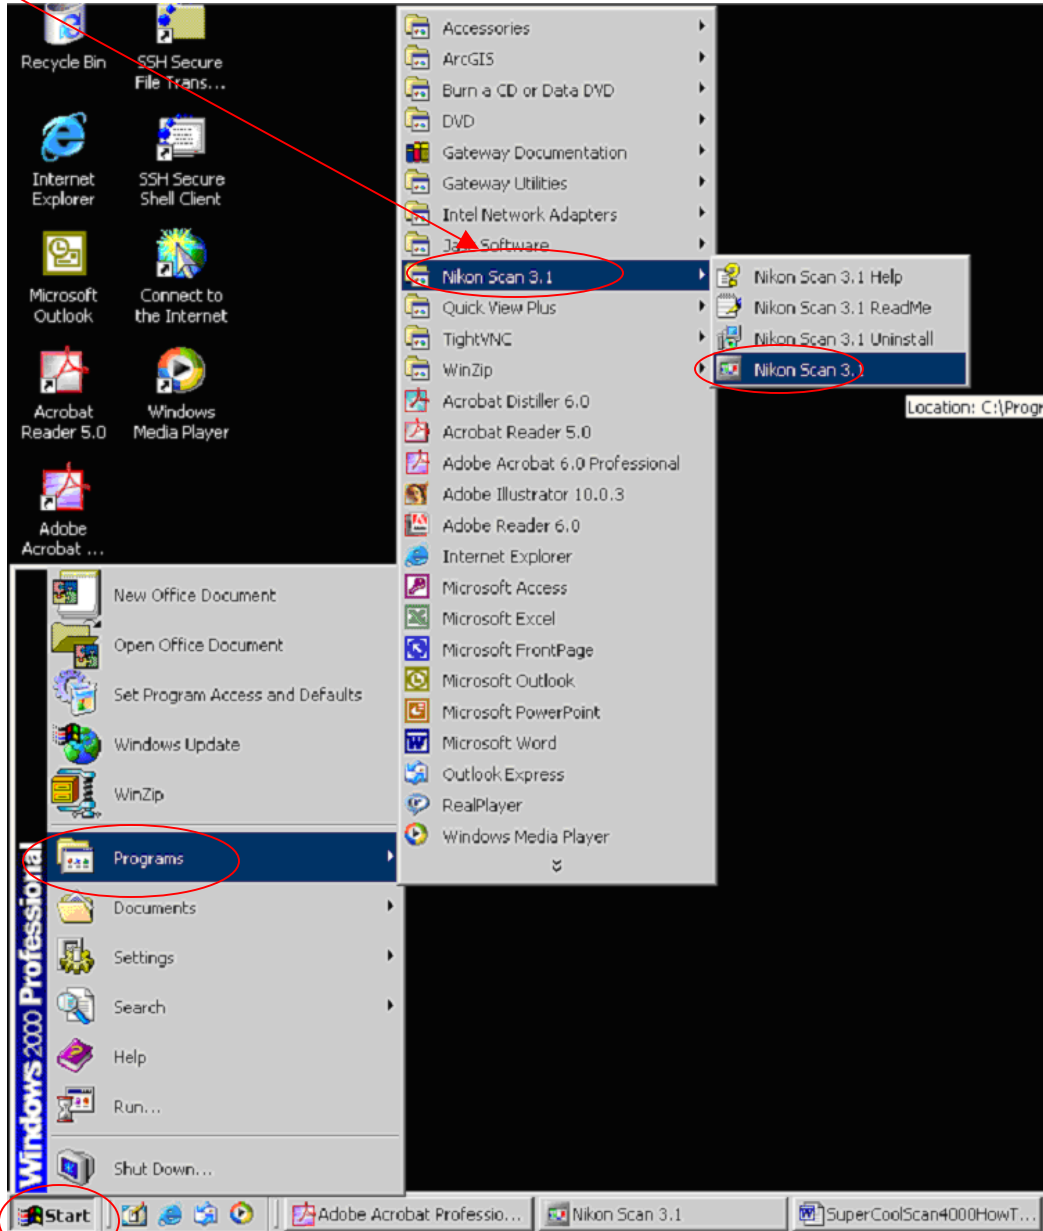 Recycle Bin
SSH Secure
File Trans...
Internet
Explorer
SSH Secure
Shell Client
Microsoft
Outlook
Connect to
the Internet
Acrobat
Reader 5.0
Windows
Media Player
Adobe
Acrobat ...
Accessories
ArcGIS
Burn a CD or Data DVD
DVD
Gateway Documentation
Gateway Utilities
Intel Network Adapters
Java Software
Nikon Scan 3.1
Quick View Plus
TightVNC
WinZip
Acrobat Distiller 6.0
Acrobat Reader 5.0
Adobe Acrobat 6.0 Professional
Adobe Illustrator 10.0.3
Adobe Reader 6.0
Internet Explorer
Microsoft Access
Microsoft Excel
Microsoft FrontPage
Microsoft Outlook
Microsoft PowerPoint
Microsoft Word
Outlook Express
RealPlayer
Windows Media Player
Nikon Scan 3.1 Help
Nikon Scan 3.1 ReadMe
Nikon Scan 3.1 Uninstall
Nikon Scan 3.1
Location: C:\Progr
New Office Document
Open Office Document
Set Program Access and Defaults
Windows Update
WinZip
Programs
Documents
Settings
Search
Help
Run...
Shut Down...
Windows 2000 Professional
Start
Adobe Acrobat Professio...
Nikon Scan 3.1
SuperCoolScan4000HowT...